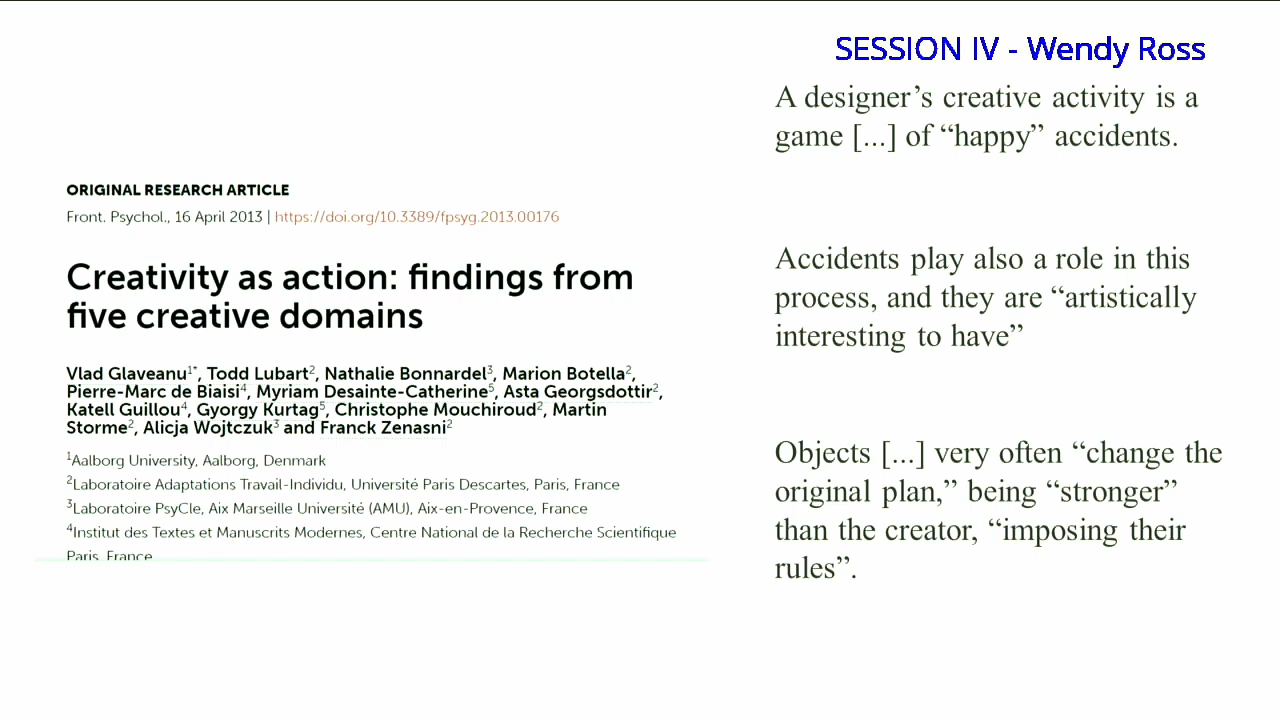 SESSION IV - Wendy Ross
ORIGINAL RESEARCH ARTICLE
Front. Psychol., 16 April 2013 | https://doi.org/10.3389/fpsyg.2013.00176
Creativity as action: findings from
five creative domains
Vlad Glaveanu1*, Todd Lubart2, Nathalie Bonnardel3, Marion Botella2,
Pierre-Marc de Biaisi4, Myriam Desainte-Catherine5, Asta Georgsdottir2,
Katell Guillou4, Gyorgy Kurtag5, Christophe Mouchiroud2, Martin
Storme2, Alicja Wojtczuk3 and Franck Zenasni2
1Aalborg University, Aalborg, Denmark
2Laboratoire Adaptations Travail-Individu, Université Paris Descartes, Paris, France
3Laboratoire PsyCle, Aix Marseille Université (AMU), Aix-en-Provence, France
4Institut des Textes et Manuscrits Modernes, Centre National de la Recherche Scientifique
Paris, France
A designer’s creative activity is a
game [...] of “happy” accidents.
Accidents play also a role in this
process, and they are “artistically
interesting to have”
Objects [...] very often “change the
original plan,” being “stronger”
than the creator, “imposing their
rules”.